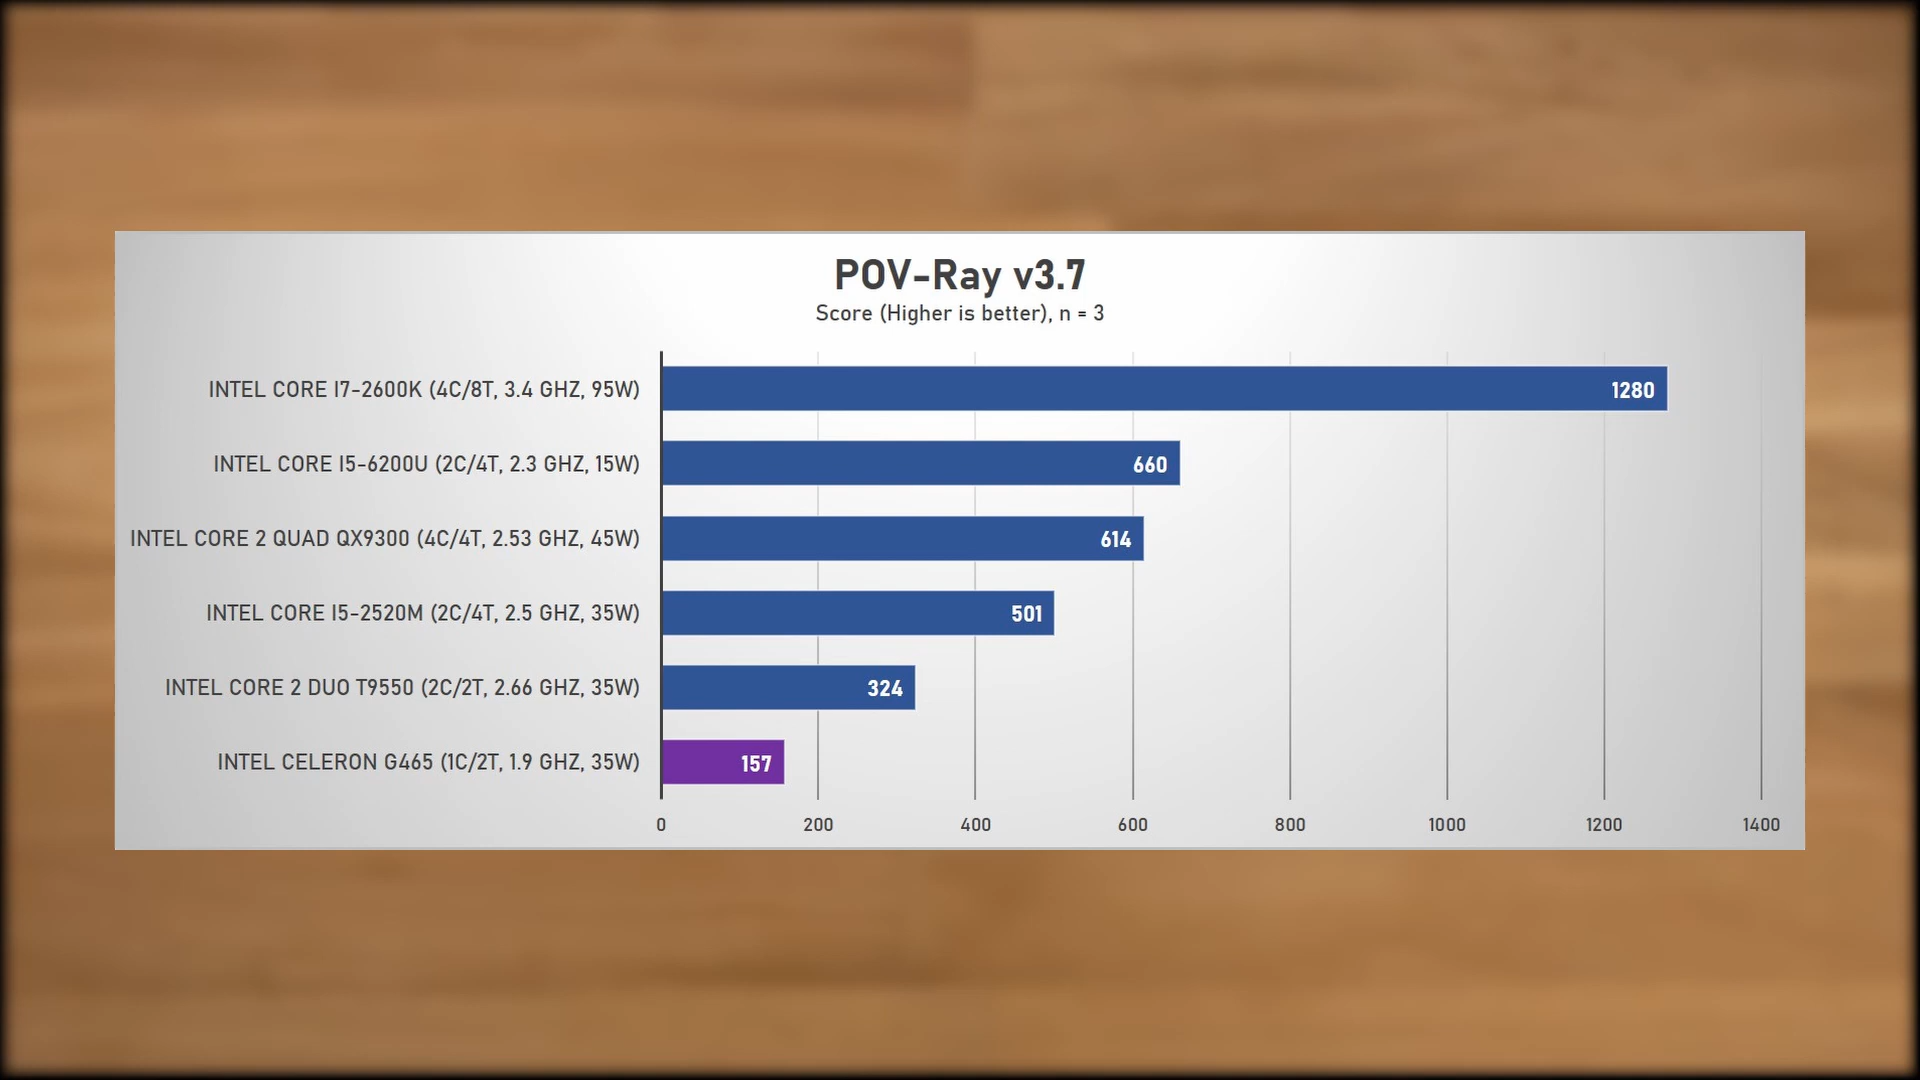 POV-Ray v3.7
Score (Higher is better), n = 3
INTEL CORE I7-2600K (4C/8T, 3.4 GHZ, 95W) 1280
INTEL CORE I5-6200U (2C/4T, 2.3 GHZ, 15W) 660
INTEL CORE 2 QUAD QX9300 (4C/4T, 2.53 GHZ, 45W) 614
INTEL CORE I5-2520M (2C/4T, 2.5 GHZ, 35W) 501
INTEL CORE 2 DUO T9550 (2C/2T, 2.66 GHZ, 35W) 324
INTEL CELERON G465 (1C/2T, 1.9 GHZ, 35W) 157
0 200 400 600 800 1000 1200 1400